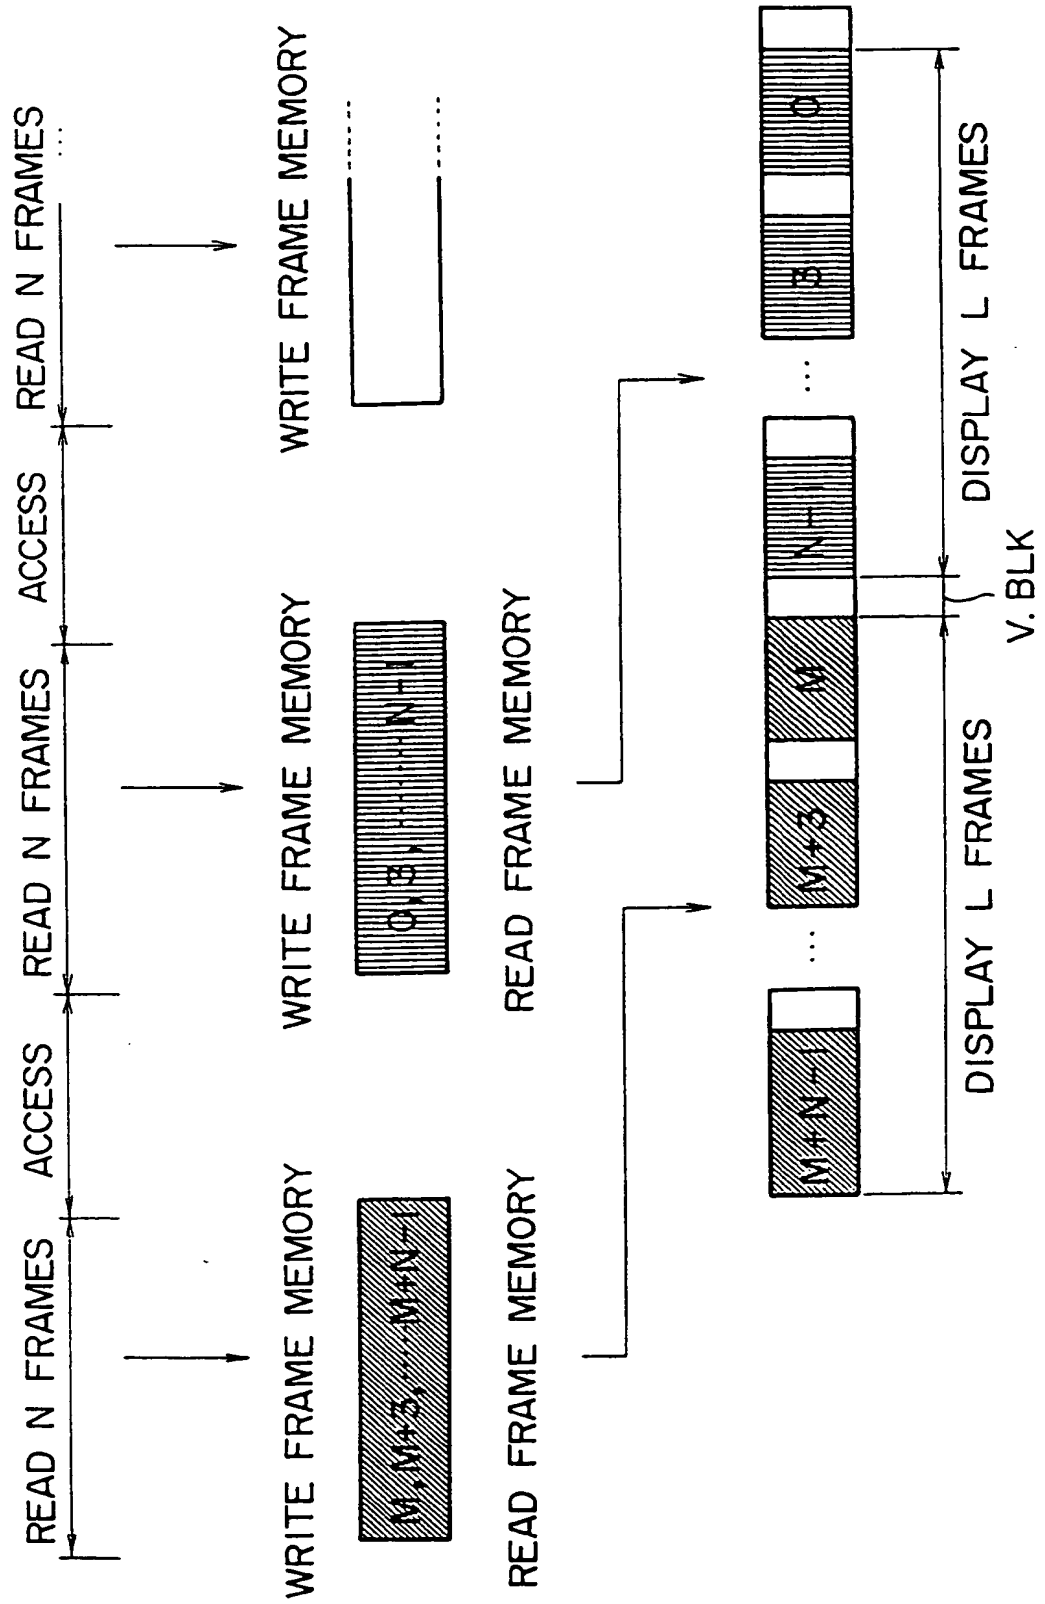 READ N FRAMES ACCESS READ N FRAMES ACCESS READ N FRAMES ....
WRITE FRAME MEMORY WRITE FRAME MEMORY WRITE FRAME MEMORY
M,M+3,....M+N-1 0,3,.......N-1
READ FRAME MEMORY READ FRAME MEMORY
M+N-1 ... M+3 M N-1 ... 3 0
DISPLAY L FRAMES V.BLK DISPLAY L FRAMES